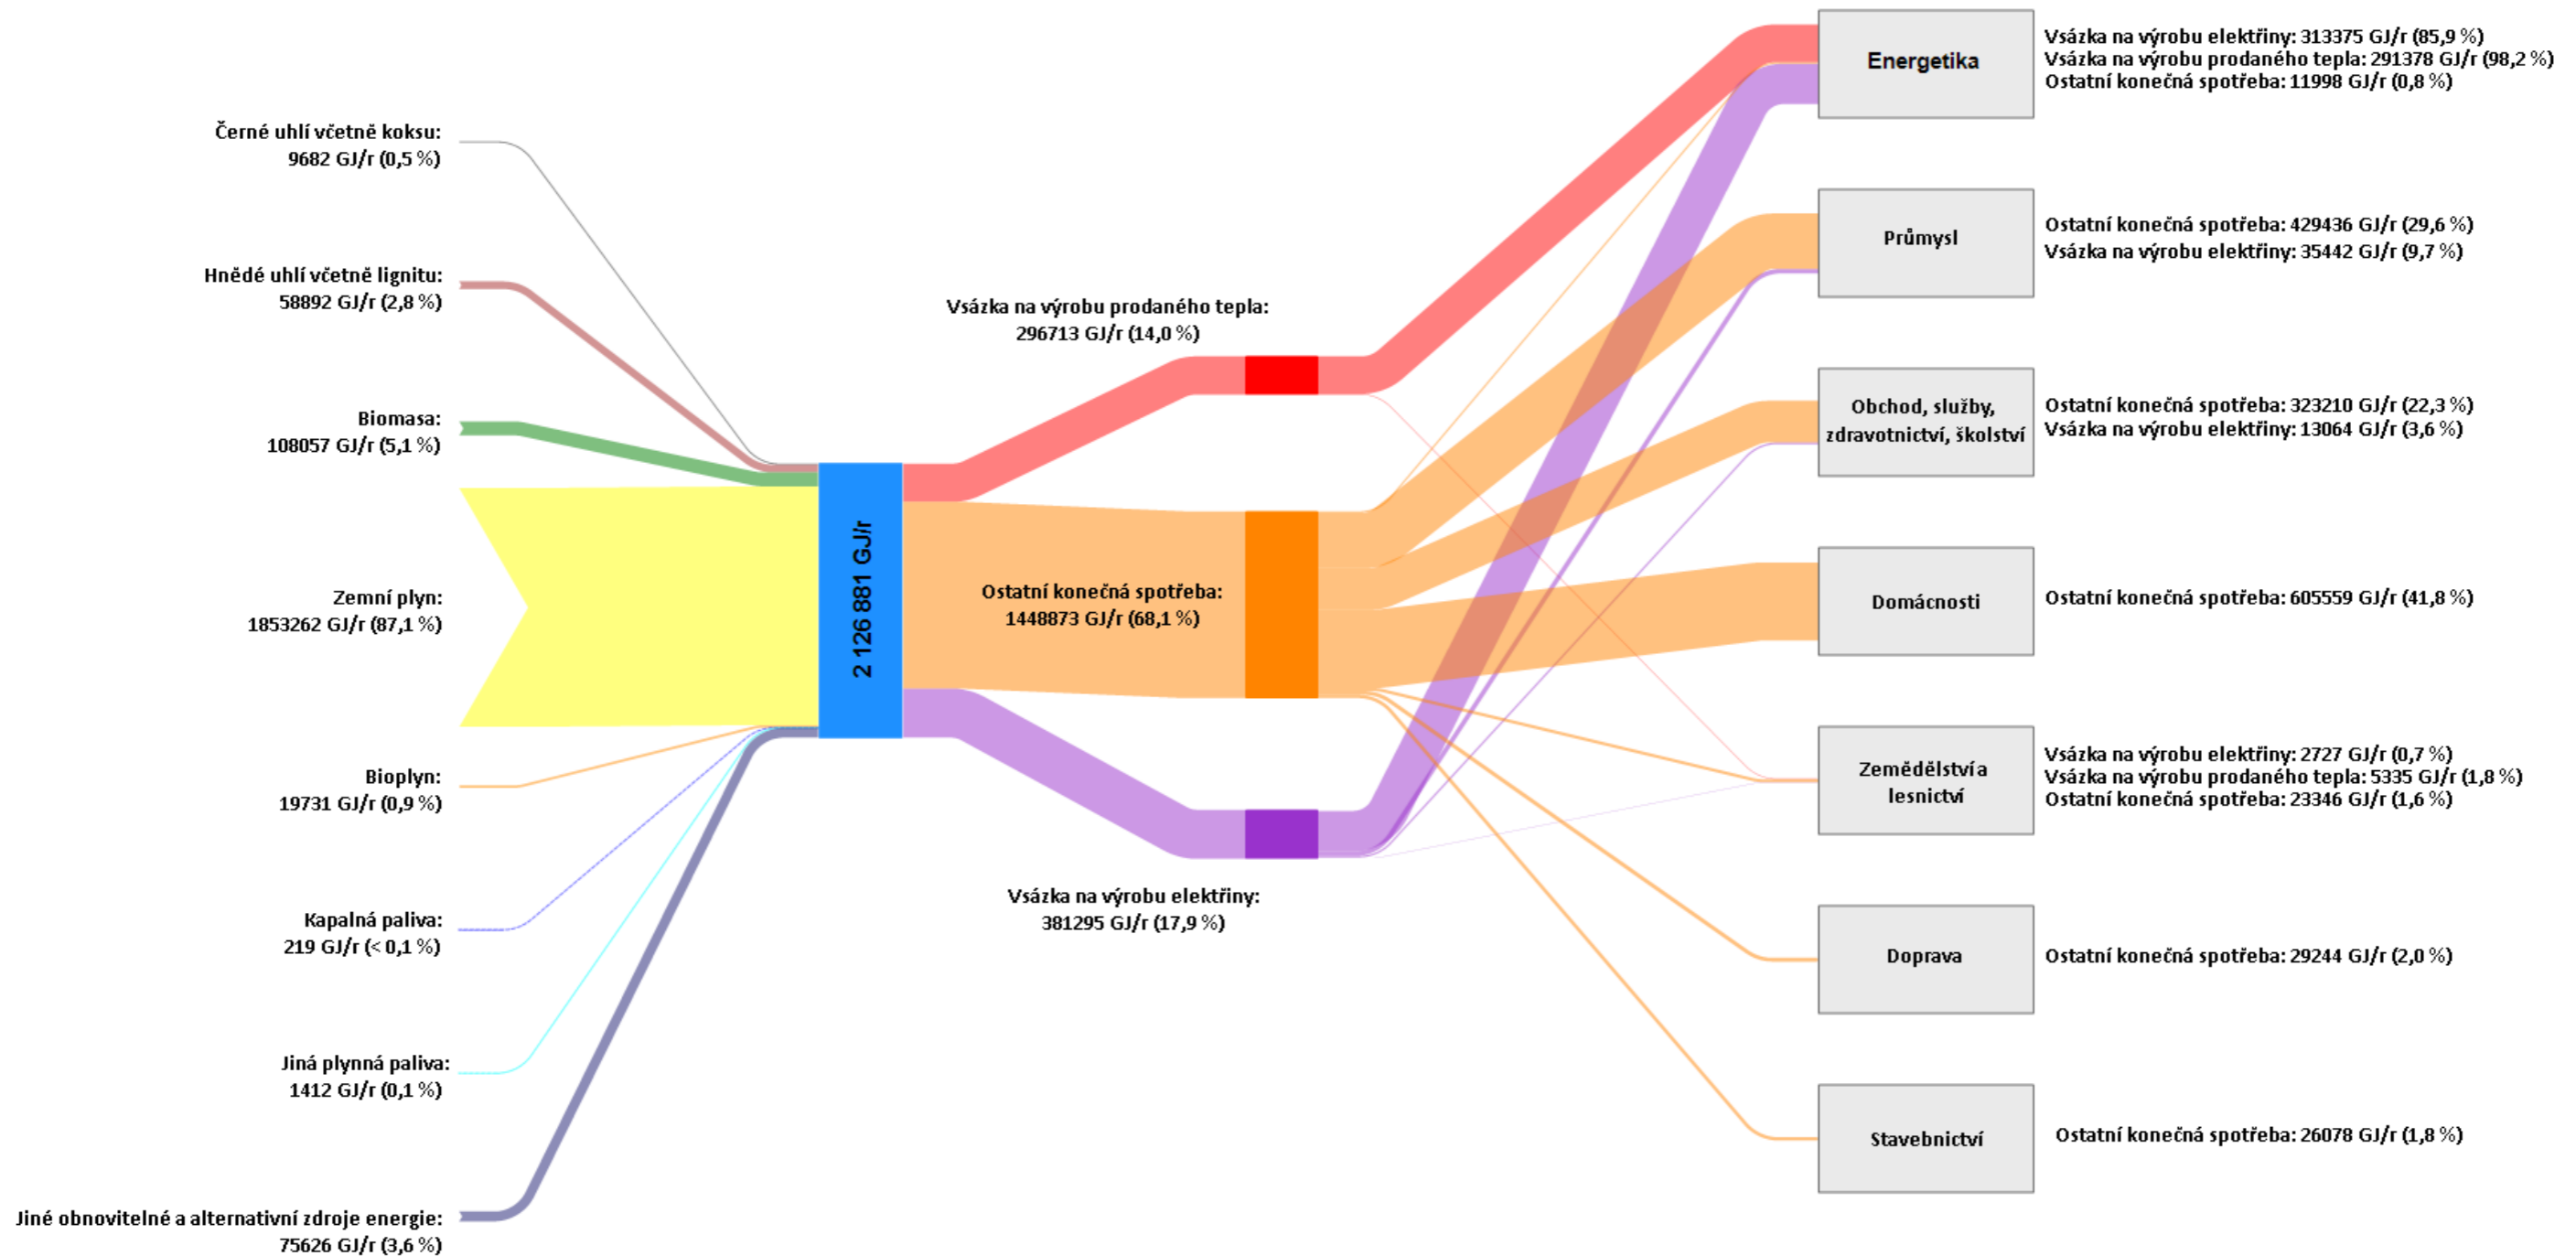 Černé uhlí včetně koksu:
9682 GJ/r (0,5 %)
Hnědé uhlí včetně lignitu:
58892 GJ/r (2,8 %)
Biomasa:
108057 GJ/r (5,1 %)
Zemní plyn:
1853262 GJ/r (87,1 %)
Bioplyn:
19731 GJ/r (0,9 %)
Kapalná paliva:
219 GJ/r (< 0,1 %)
Jiná plynná paliva:
1412 GJ/r (0,1 %)
Jiné obnovitelné a alternativní zdroje energie:
75626 GJ/r (3,6 %)
2 126 881 GJ/r
Vsázka na výrobu prodaného tepla:
296713 GJ/r (14,0 %)
Ostatní konečná spotřeba:
1448873 GJ/r (68,1 %)
Vsázka na výrobu elektřiny:
381295 GJ/r (17,9 %)
Energetika
Vsázka na výrobu elektřiny: 313375 GJ/r (85,9 %)
Vsázka na výrobu prodaného tepla: 291378 GJ/r (98,2 %)
Ostatní konečná spotřeba: 11998 GJ/r (0,8 %)
Průmysl
Ostatní konečná spotřeba: 429436 GJ/r (29,6 %)
Vsázka na výrobu elektřiny: 35442 GJ/r (9,7 %)
Obchod, služby,
zdravotnictví, školství
Ostatní konečná spotřeba: 323210 GJ/r (22,3 %)
Vsázka na výrobu elektřiny: 13064 GJ/r (3,6 %)
Domácnosti
Ostatní konečná spotřeba: 605559 GJ/r (41,8 %)
Zemědělství a
lesnictví
Vsázka na výrobu elektřiny: 2727 GJ/r (0,7 %)
Vsázka na výrobu prodaného tepla: 5335 GJ/r (1,8 %)
Ostatní konečná spotřeba: 23346 GJ/r (1,6 %)
Doprava
Ostatní konečná spotřeba: 29244 GJ/r (2,0 %)
Stavebnictví
Ostatní konečná spotřeba: 26078 GJ/r (1,8 %)